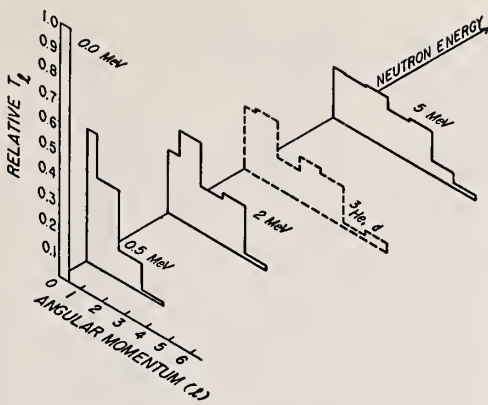 1.0
0.9
0.8
0.7
0.6
0.5
0.4
0.3
0.2
0.1
0
RELATIVE Tℓ
0.0 MeV
0.5 MeV
2 MeV
³He, d
5 MeV
NEUTRON ENERGY
1
2
3
4
5
6
ANGULAR MOMENTUM (ℓ)